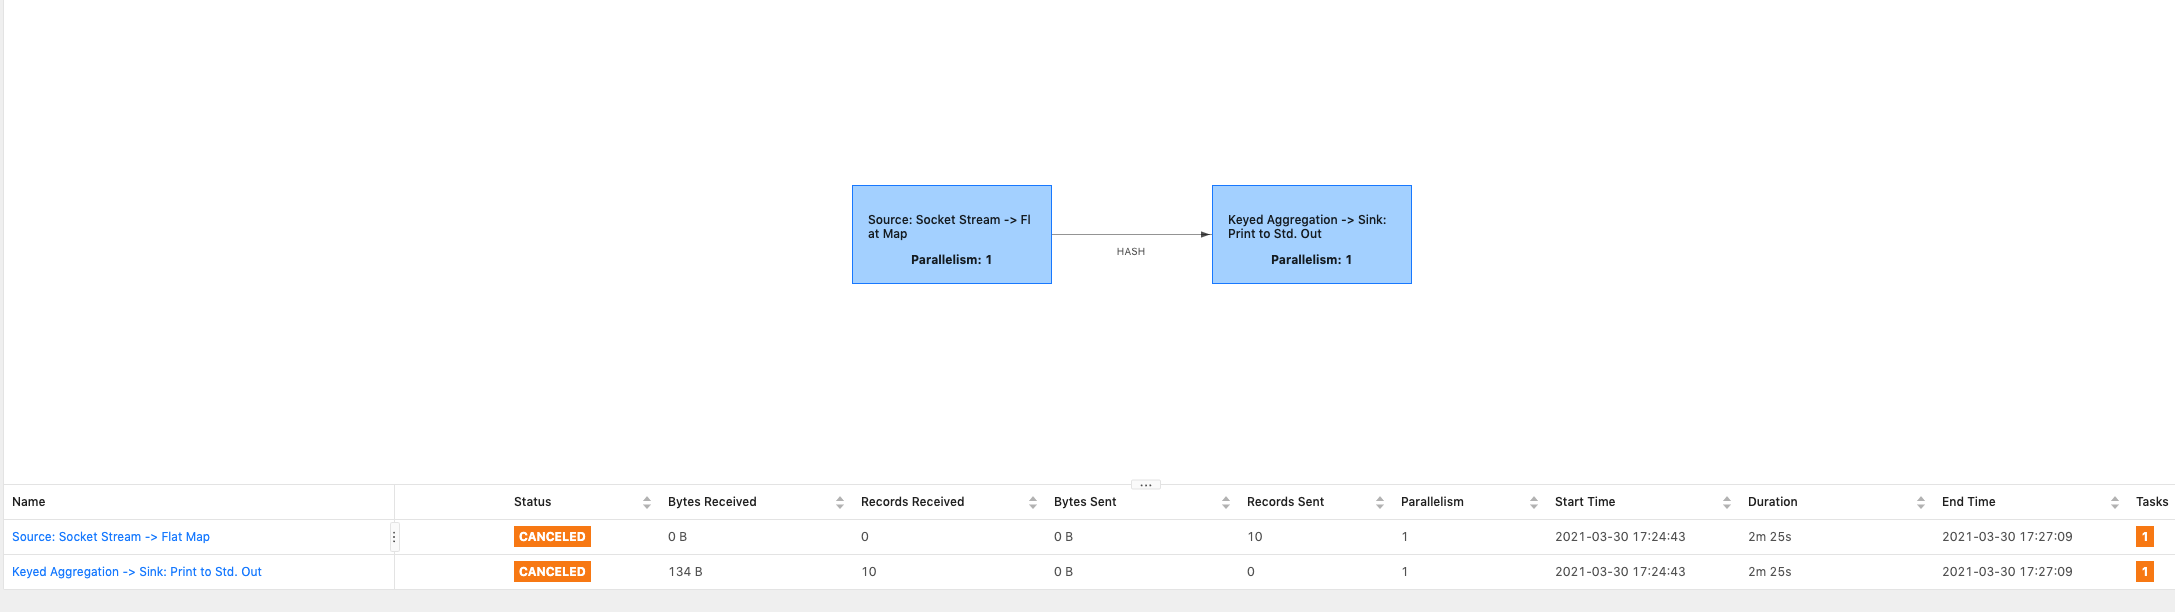 Source: Socket Stream -> Fl
at Map
Parallelism: 1
HASH
Keyed Aggregation -> Sink:
Print to Std. Out
Parallelism: 1
Name Status Bytes Received Records Received Bytes Sent Records Sent Parallelism Start Time Duration End Time Tasks
Source: Socket Stream -> Flat Map CANCELED 0 B 0 0 B 10 1 2021-03-30 17:24:43 2m 25s 2021-03-30 17:27:09 1
Keyed Aggregation -> Sink: Print to Std. Out CANCELED 134 B 10 0 B 0 1 2021-03-30 17:24:43 2m 25s 2021-03-30 17:27:09 1